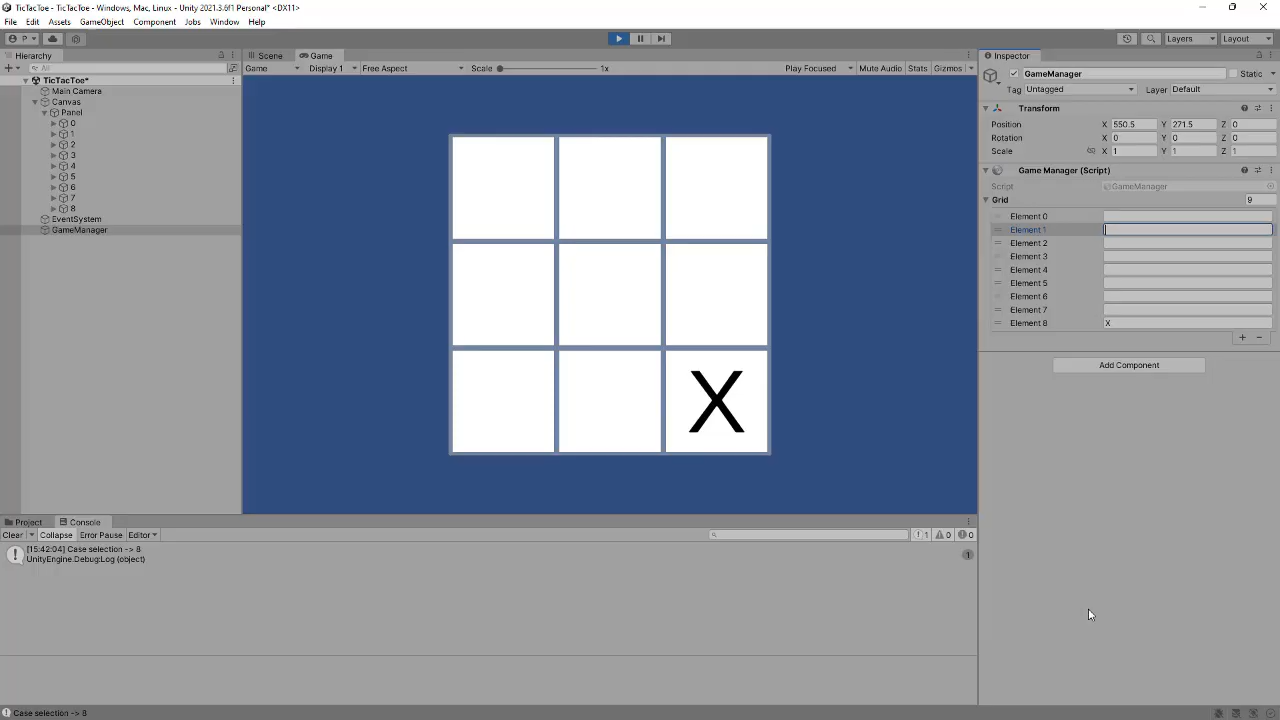 TicTacToe - TicTacToe - Windows, Mac, Linux - Unity 2021.3.6f1 Personal* <DX11>
File Edit Assets GameObject Component Jobs Window Help
P Layers Layout
Hierarchy
All
TicTacToe*
Main Camera
Canvas
Panel
0
1
2
3
4
5
6
7
8
EventSystem
GameManager
Scene Game
Game Display 1 Free Aspect Scale 1x Play Focused Mute Audio Stats Gizmos
X
Inspector
GameManager Static
Tag Untagged Layer Default
Transform
Position X 550.5 Y 271.5 Z 0
Rotation X 0 Y 0 Z 0
Scale X 1 Y 1 Z 1
Game Manager (Script)
Script GameManager
Grid 9
Element 0
Element 1
Element 2
Element 3
Element 4
Element 5
Element 6
Element 7
Element 8 X
Add Component
Project Console
Clear Collapse Error Pause Editor 1 0 0
[15:42:04] Case selection -> 8
UnityEngine.Debug:Log (object)
1
Case selection -> 8